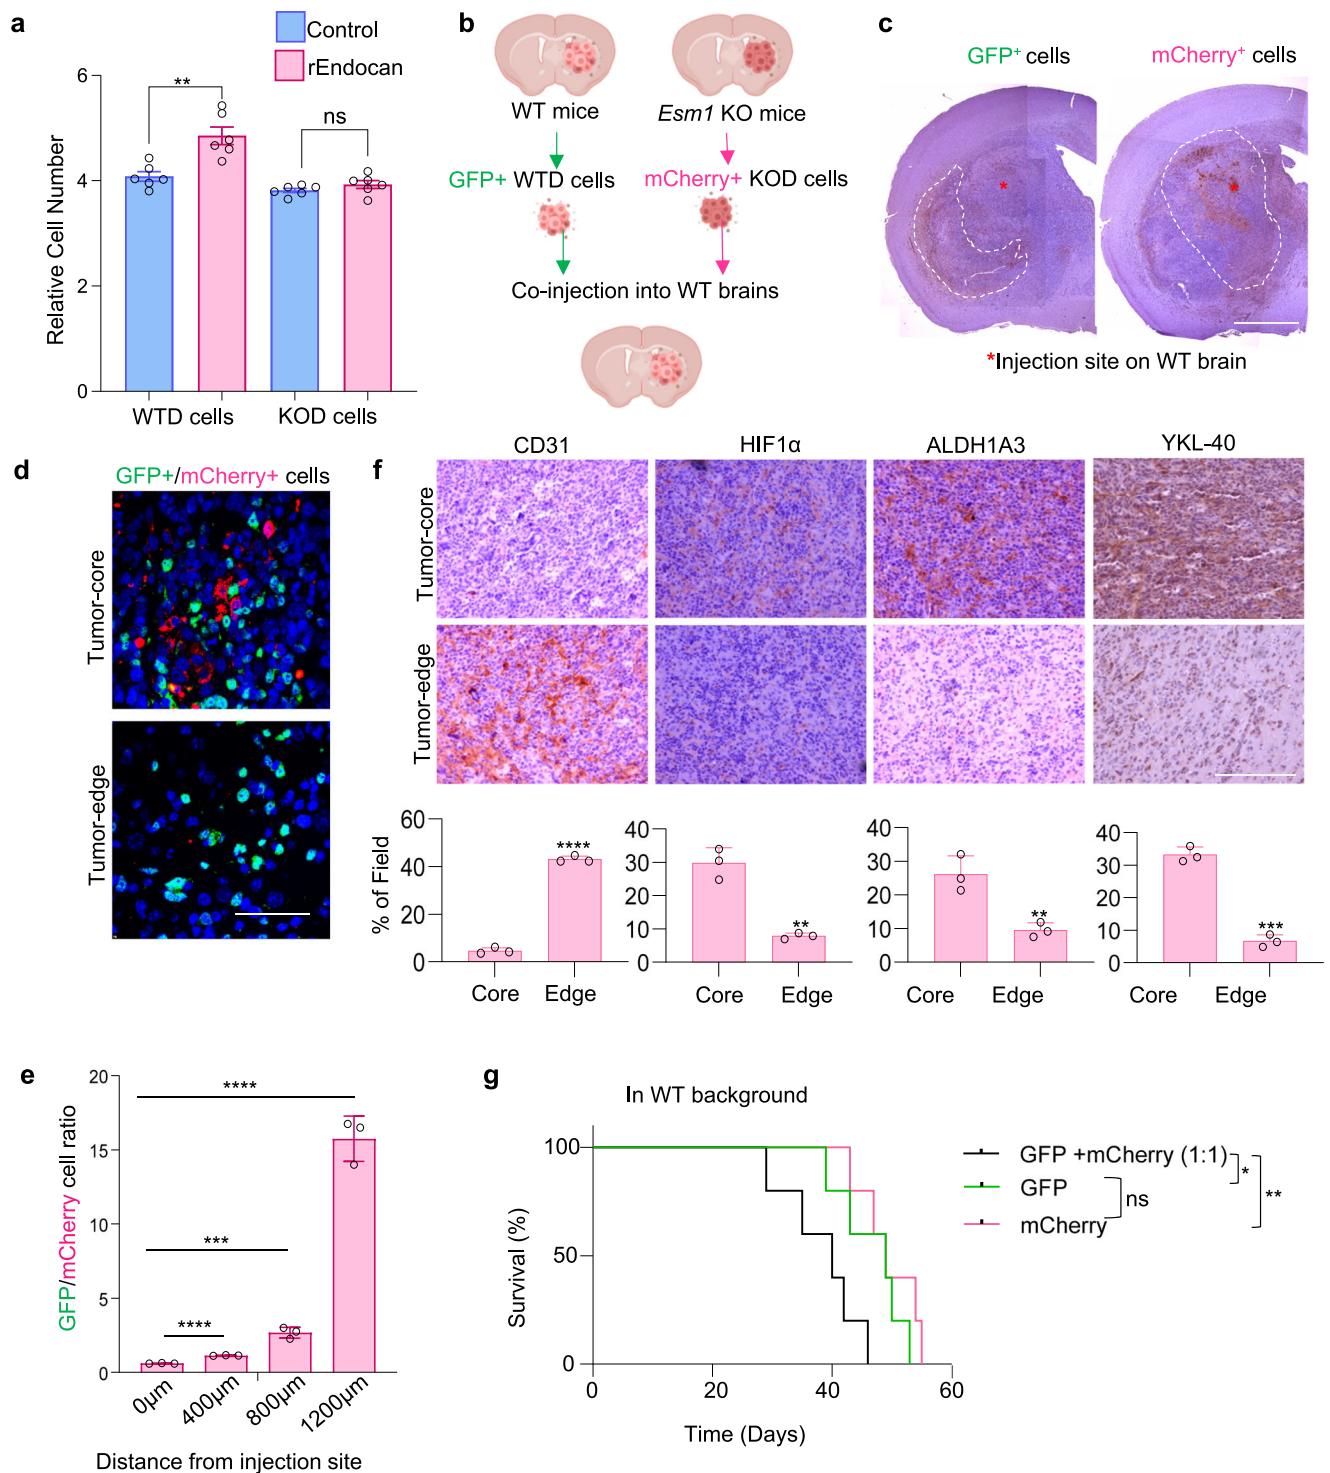 a
Control
rEndocan
Relative Cell Number
6
4
2
0
**
ns
WTD cells
KOD cells
b
WT mice
Esm1 KO mice
GFP+ WTD cells
mCherry+ KOD cells
Co-injection into WT brains
c
GFP⁺ cells
mCherry⁺ cells
*
*
*Injection site on WT brain
d
GFP+/mCherry+ cells
Tumor-core
Tumor-edge
f
CD31
HIF1α
ALDH1A3
YKL-40
Tumor-core
Tumor-edge
% of Field
60
40
20
0
****
Core
Edge
40
30
20
10
0
**
Core
Edge
40
30
20
10
0
**
Core
Edge
40
30
20
10
0
***
Core
Edge
e
GFP/mCherry cell ratio
20
15
10
5
0
****
***
****
0µm
400µm
800µm
1200µm
Distance from injection site
g
In WT background
Survival (%)
100
50
0
0
20
40
60
Time (Days)
GFP +mCherry (1:1)
GFP
mCherry
*
ns
**